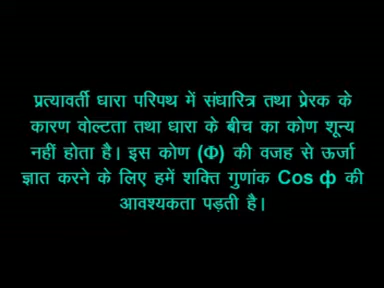 प्रत्यावर्ती धारा परिपथ में संधारित्र तथा प्रेरक के
कारण वोल्टता तथा धारा के बीच का कोण शून्य
नहीं होता है। इस कोण (Φ) की वजह से ऊर्जा
ज्ञात करने के लिए हमें शक्ति गुणांक Cos ф की
आवश्यकता पड़ती है।